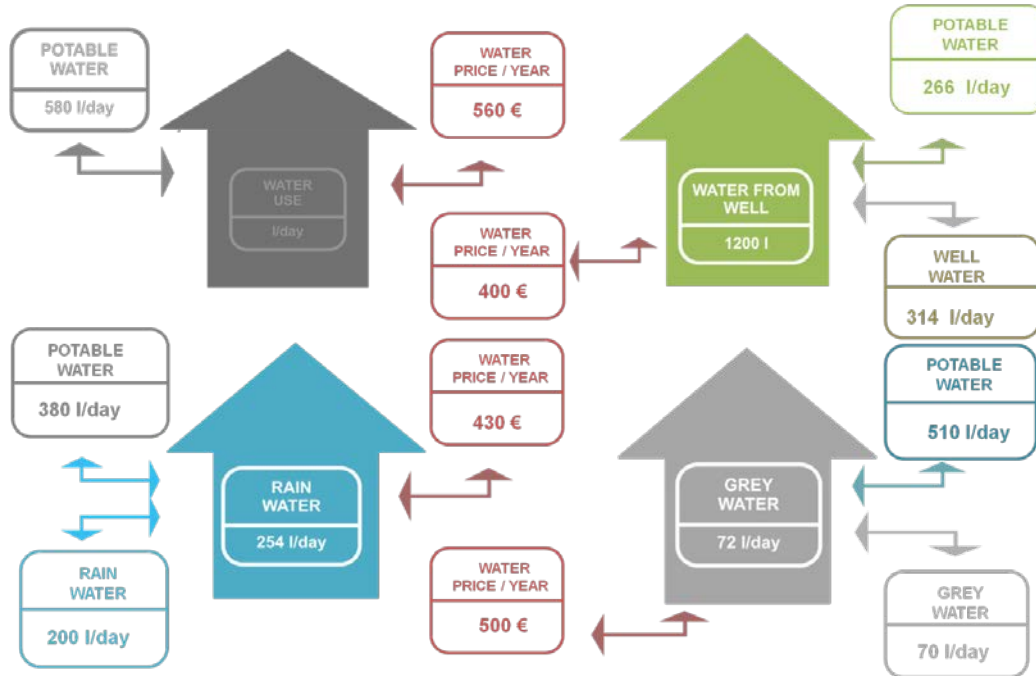 POTABLE
WATER
580 l/day
WATER
USE
l/day
WATER
PRICE / YEAR
560 €
WATER
PRICE / YEAR
400 €
WATER FROM
WELL
1200 l
POTABLE
WATER
266 l/day
WELL
WATER
314 l/day
POTABLE
WATER
380 l/day
RAIN
WATER
200 l/day
RAIN
WATER
254 l/day
WATER
PRICE / YEAR
430 €
WATER
PRICE / YEAR
500 €
GREY
WATER
72 l/day
POTABLE
WATER
510 l/day
GREY
WATER
70 l/day